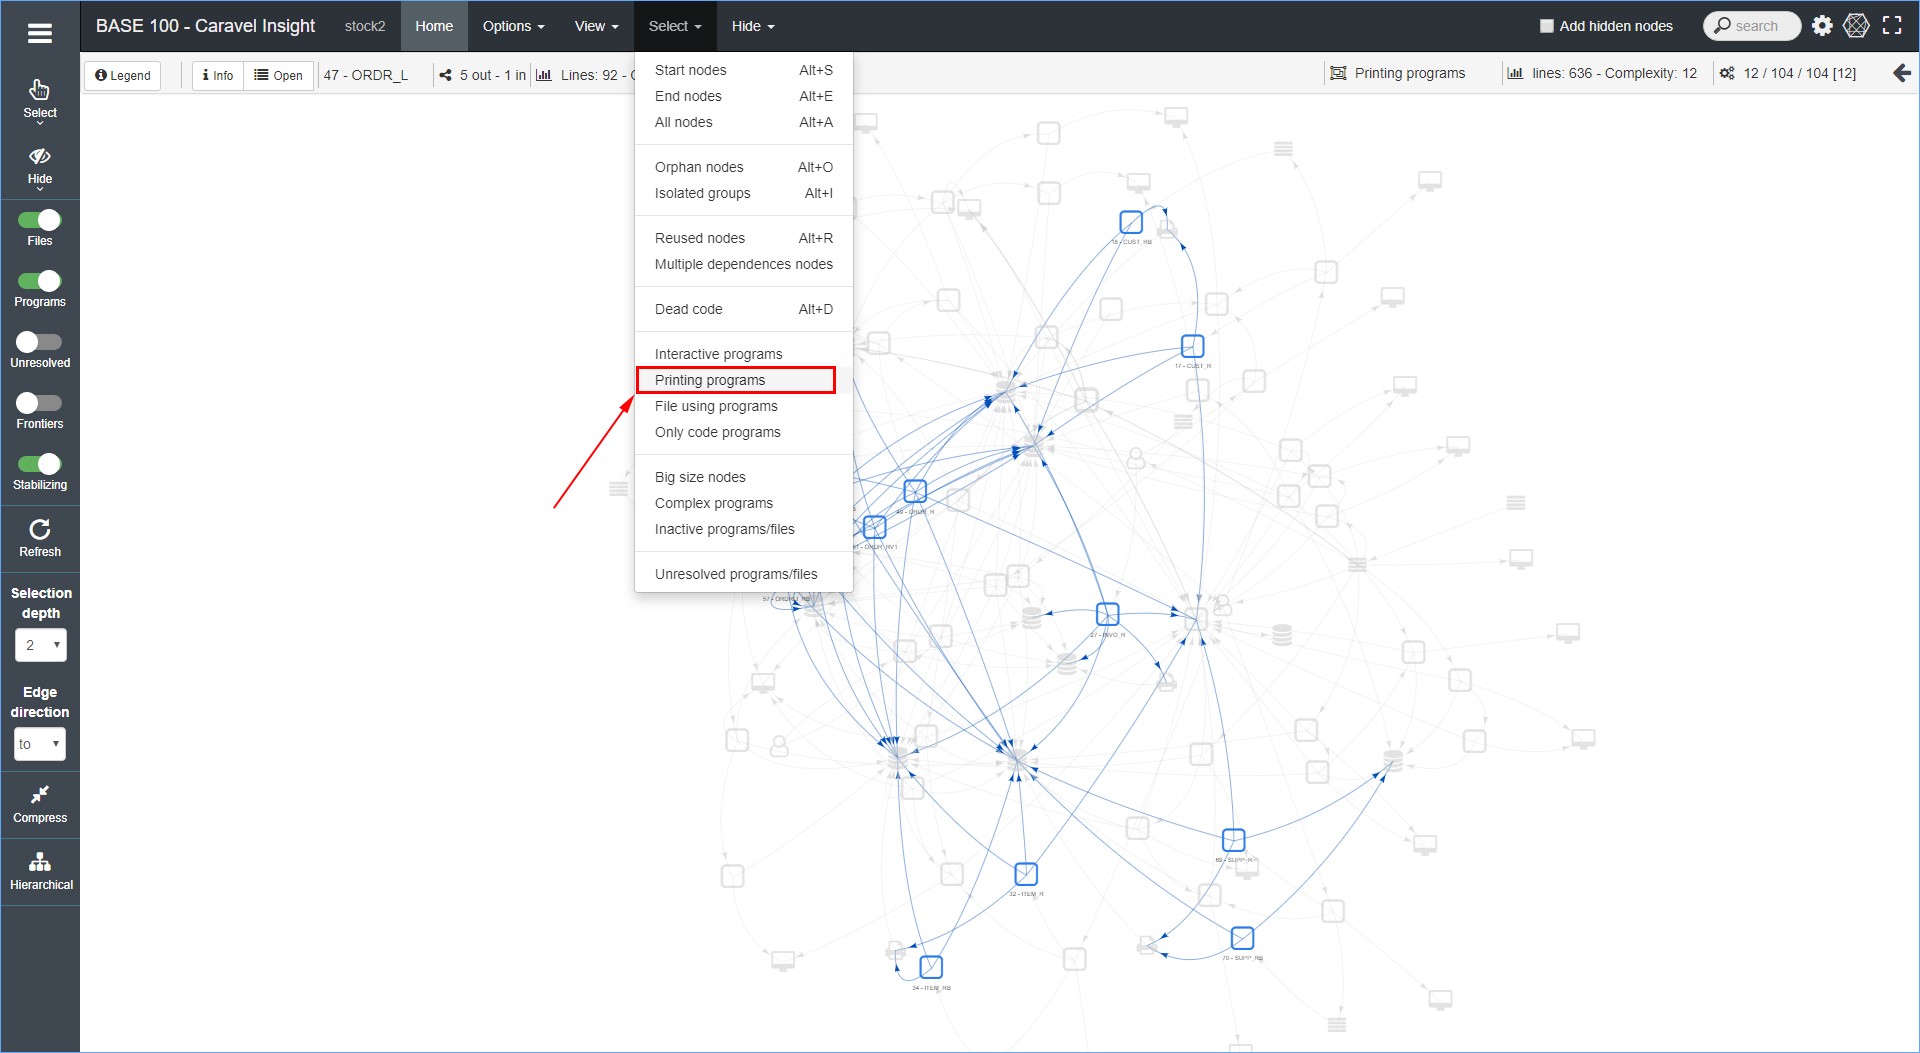 BASE 100 - Caravel Insight stock2 Home Options View Select Hide Add hidden nodes search
Legend Info Open 47 - ORDR_L 5 out - 1 in Lines: 92 - Printing programs lines: 636 - Complexity: 12 12 / 104 / 104 [12]
Select
Hide
Files
Programs
Unresolved
Frontiers
Stabilizing
Refresh
Selection
depth
2
Edge
direction
to
Compress
Hierarchical
Start nodes Alt+S
End nodes Alt+E
All nodes Alt+A
Orphan nodes Alt+O
Isolated groups Alt+I
Reused nodes Alt+R
Multiple dependences nodes
Dead code Alt+D
Interactive programs
Printing programs
File using programs
Only code programs
Big size nodes
Complex programs
Inactive programs/files
Unresolved programs/files
18 - CUST_RB
17 - CUST_R
49 - ORDR_R
51 - ORDR_RV1
57 - ORDR1_RB
27 - INVO_R
69 - SUPP_R
32 - ITEM_R
70 - SUPP_RB
34 - ITEM_RB